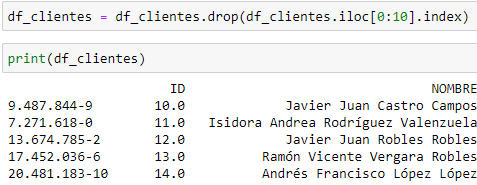 df_clientes = df_clientes.drop(df_clientes.iloc[0:10].index)
print(df_clientes)
ID NOMBRE
9.487.844-9 10.0 Javier Juan Castro Campos
7.271.618-0 11.0 Isidora Andrea Rodríguez Valenzuela
13.674.785-2 12.0 Javier Juan Robles Robles
17.452.036-6 13.0 Ramón Vicente Vergara Robles
20.481.183-10 14.0 Andrés Francisco López López